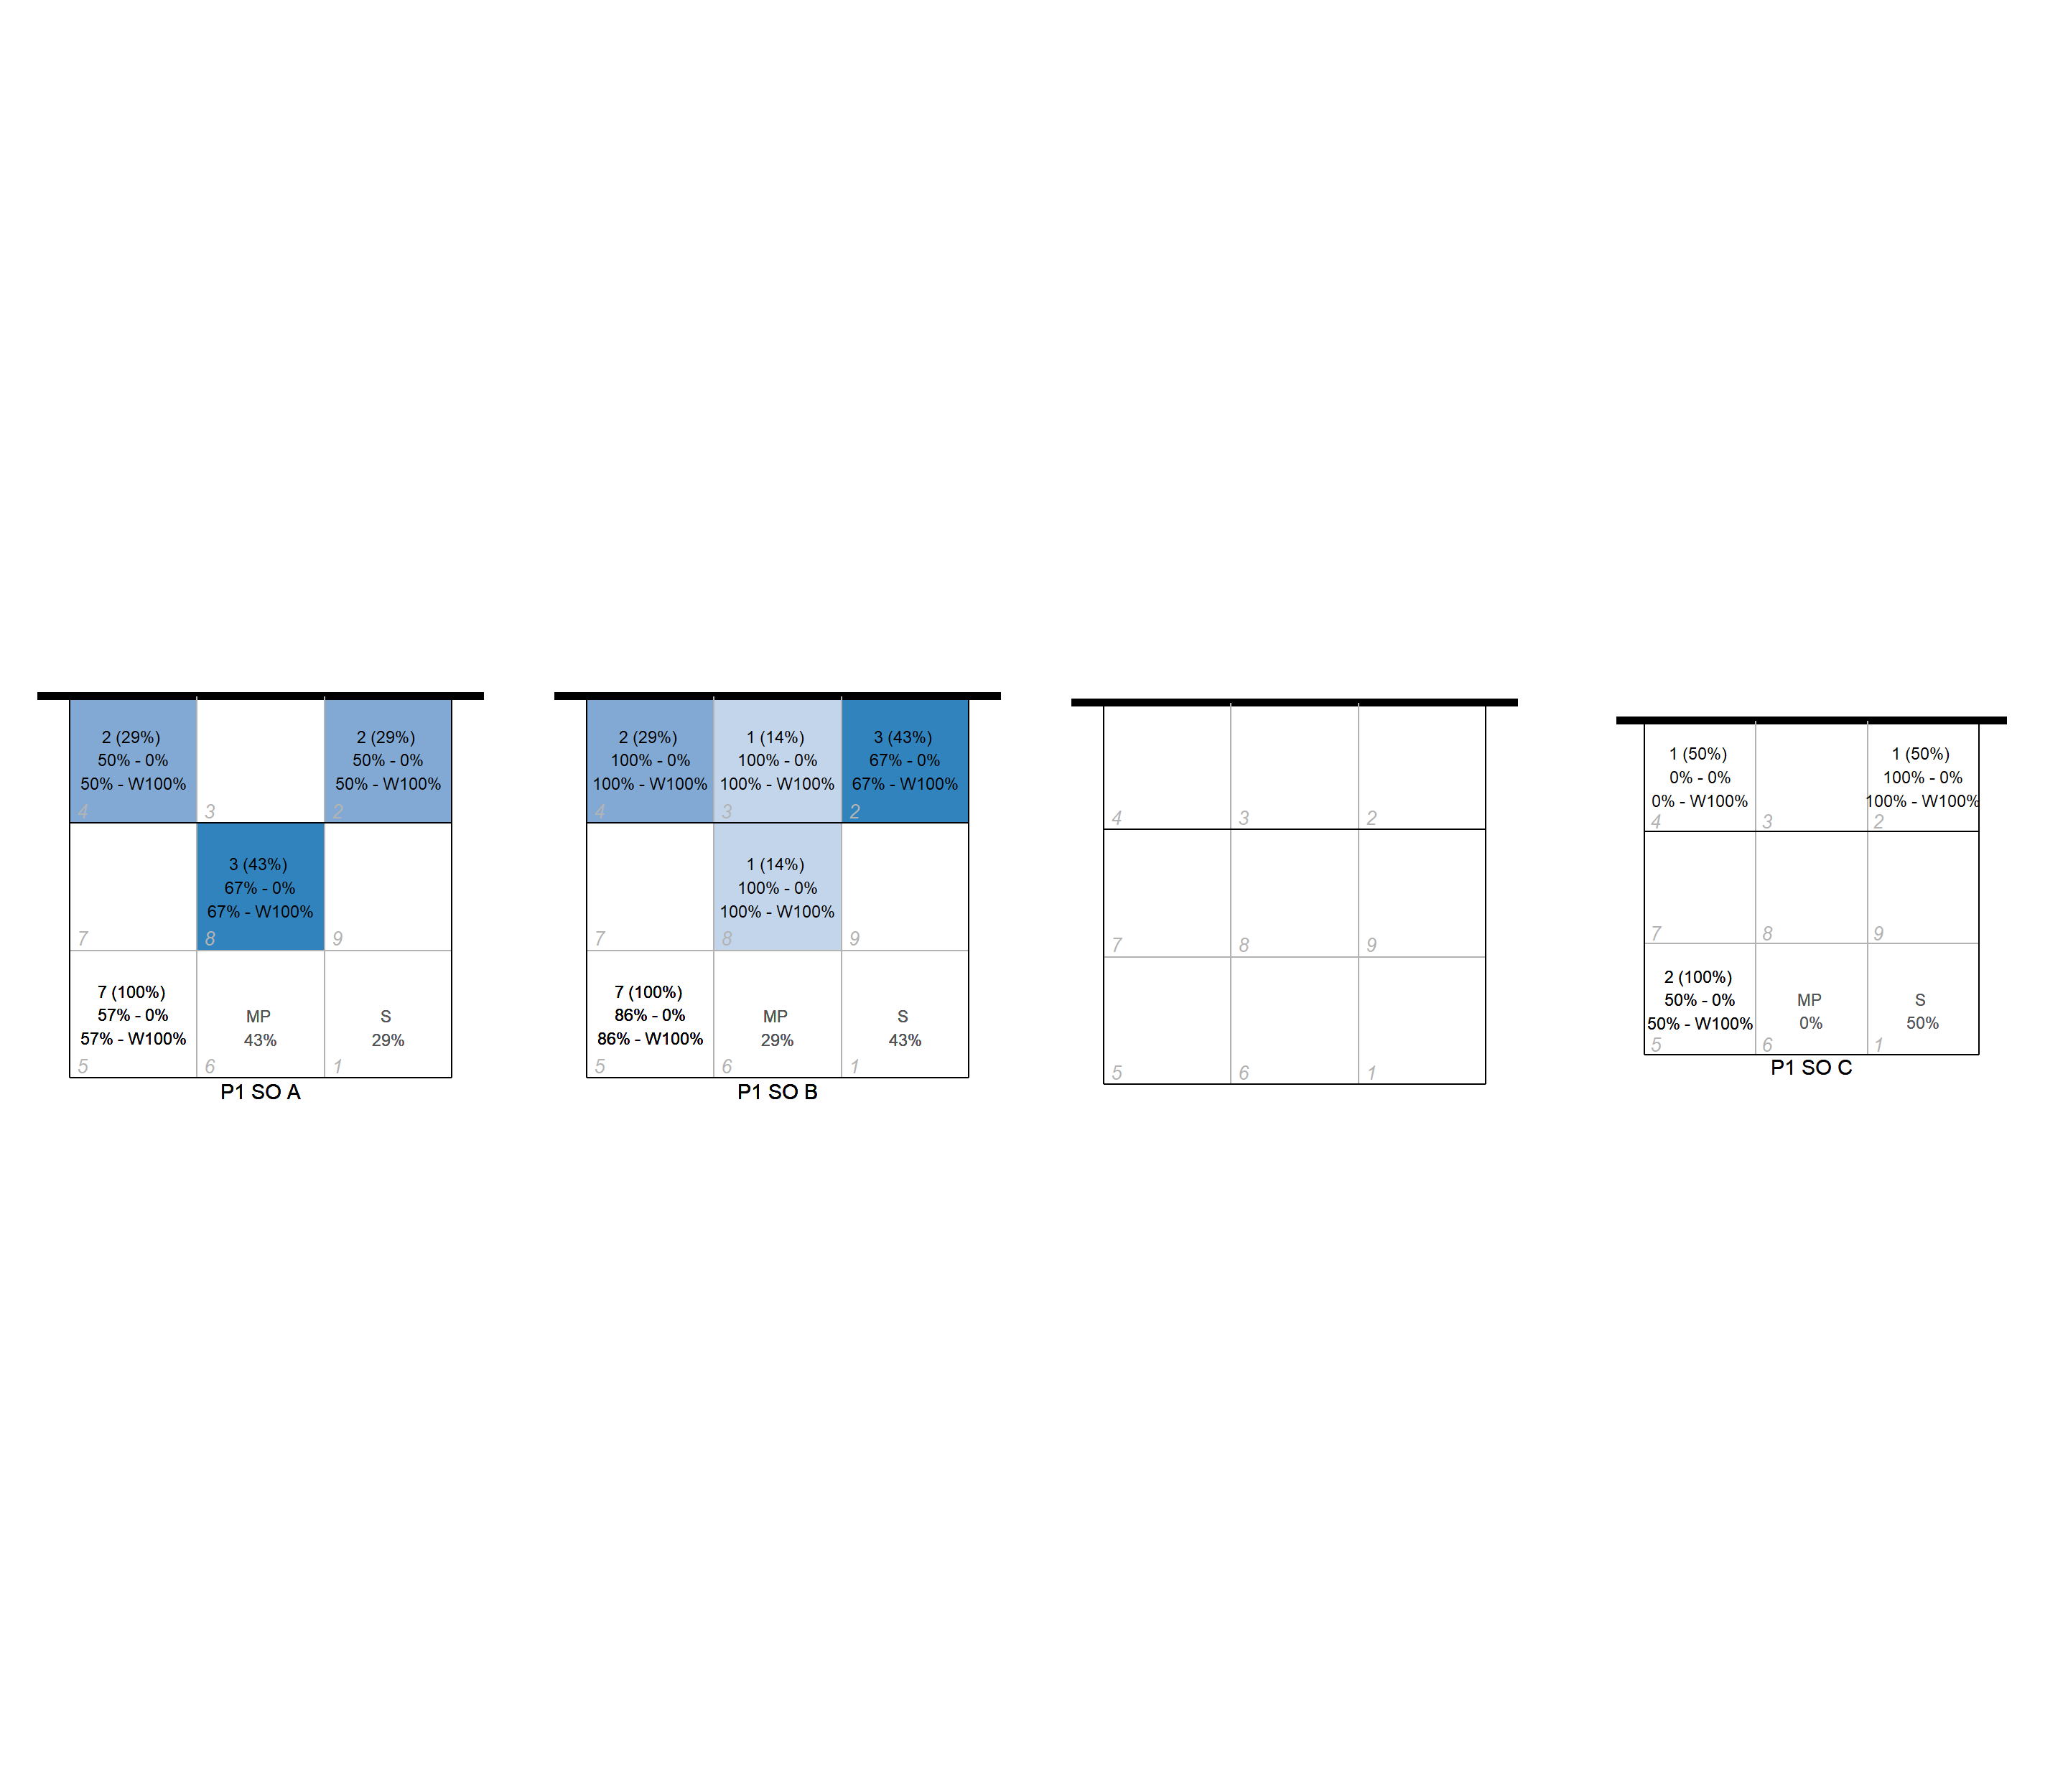 2 (29%)
50% - 0%
50% - W100%
4
3
2 (29%)
50% - 0%
50% - W100%
2
7
3 (43%)
67% - 0%
67% - W100%
8
9
7 (100%)
57% - 0%
57% - W100%
5
MP
43%
6
S
29%
1
P1 SO A
2 (29%)
100% - 0%
100% - W100%
4
1 (14%)
100% - 0%
100% - W100%
3
3 (43%)
67% - 0%
67% - W100%
2
7
1 (14%)
100% - 0%
100% - W100%
8
9
7 (100%)
86% - 0%
86% - W100%
5
MP
29%
6
S
43%
1
P1 SO B
4
3
2
7
8
9
5
6
1
1 (50%)
0% - 0%
0% - W100%
4
3
1 (50%)
100% - 0%
100% - W100%
2
7
8
9
2 (100%)
50% - 0%
50% - W100%
5
MP
0%
6
S
50%
1
P1 SO C